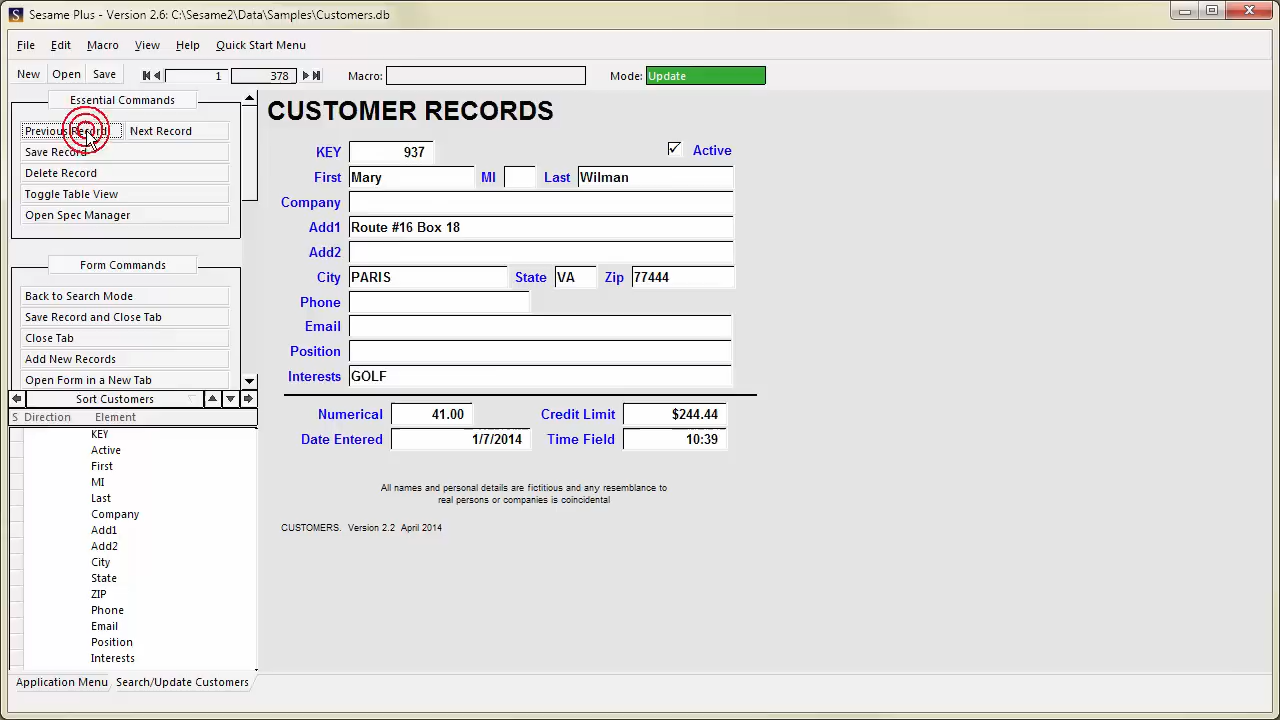 Sesame Plus - Version 2.6: C:\Sesame2\Data\Samples\Customers.db
File Edit Macro View Help Quick Start Menu
New Open Save 1 378 Macro: Mode: Update
Essential Commands
Previous Record Next Record
Save Record
Delete Record
Toggle Table View
Open Spec Manager
Form Commands
Back to Search Mode
Save Record and Close Tab
Close Tab
Add New Records
Open Form in a New Tab
Sort Customers
S Direction Element
KEY
Active
First
MI
Last
Company
Add1
Add2
City
State
ZIP
Phone
Email
Position
Interests
CUSTOMER RECORDS
KEY 937 Active
First Mary MI Last Wilman
Company
Add1 Route #16 Box 18
Add2
City PARIS State VA Zip 77444
Phone
Email
Position
Interests GOLF
Numerical 41.00 Credit Limit $244.44
Date Entered 1/7/2014 Time Field 10:39
All names and personal details are fictitious and any resemblance to
real persons or companies is coincidental
CUSTOMERS. Version 2.2 April 2014
Application Menu Search/Update Customers